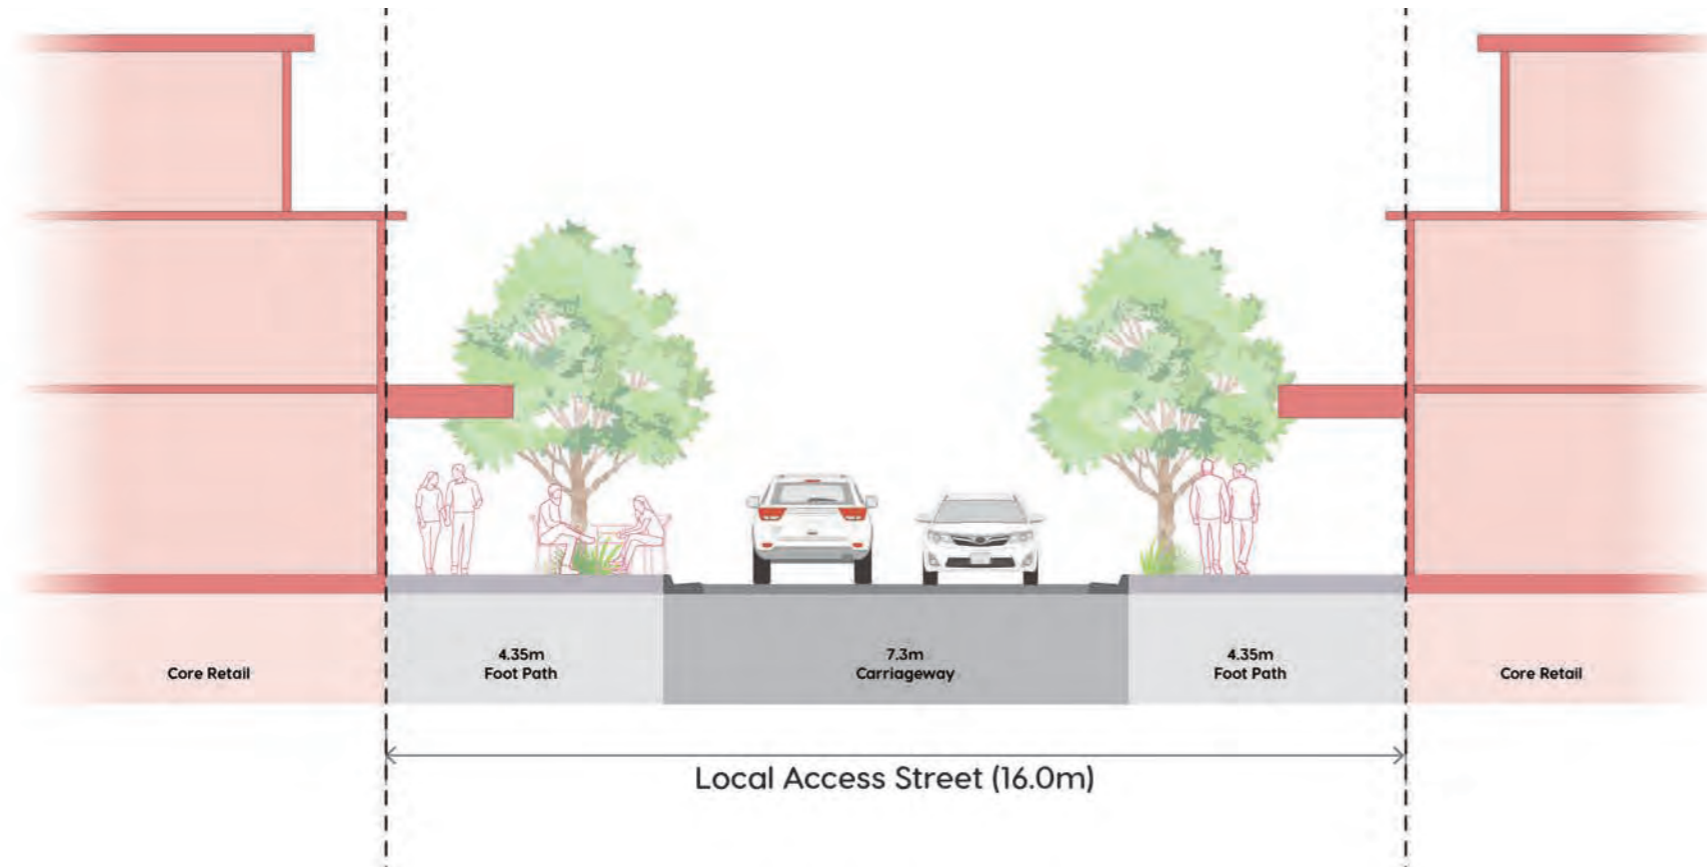 Core Retail
4.35m
Foot Path
7.3m
Carriageway
4.35m
Foot Path
Core Retail
Local Access Street (16.0m)